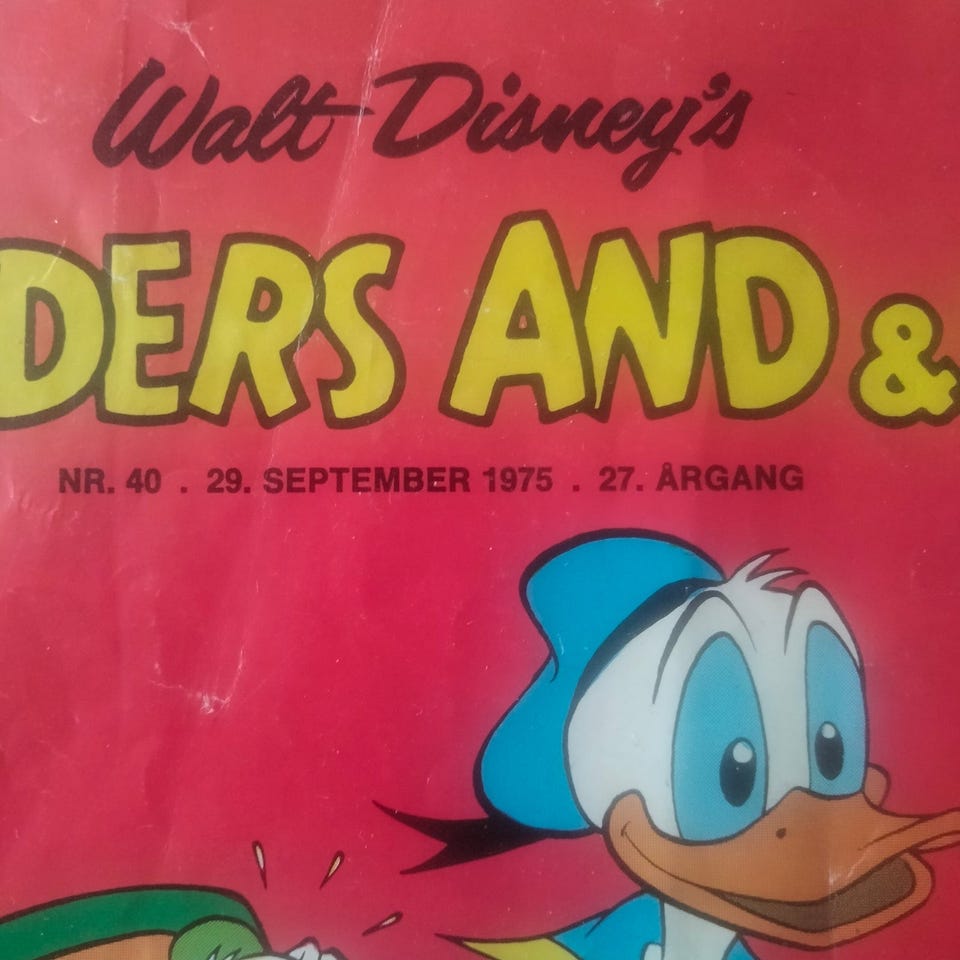 Walt Disney's
DERS AND &
NR. 40 . 29. SEPTEMBER 1975 . 27. ÅRGANG